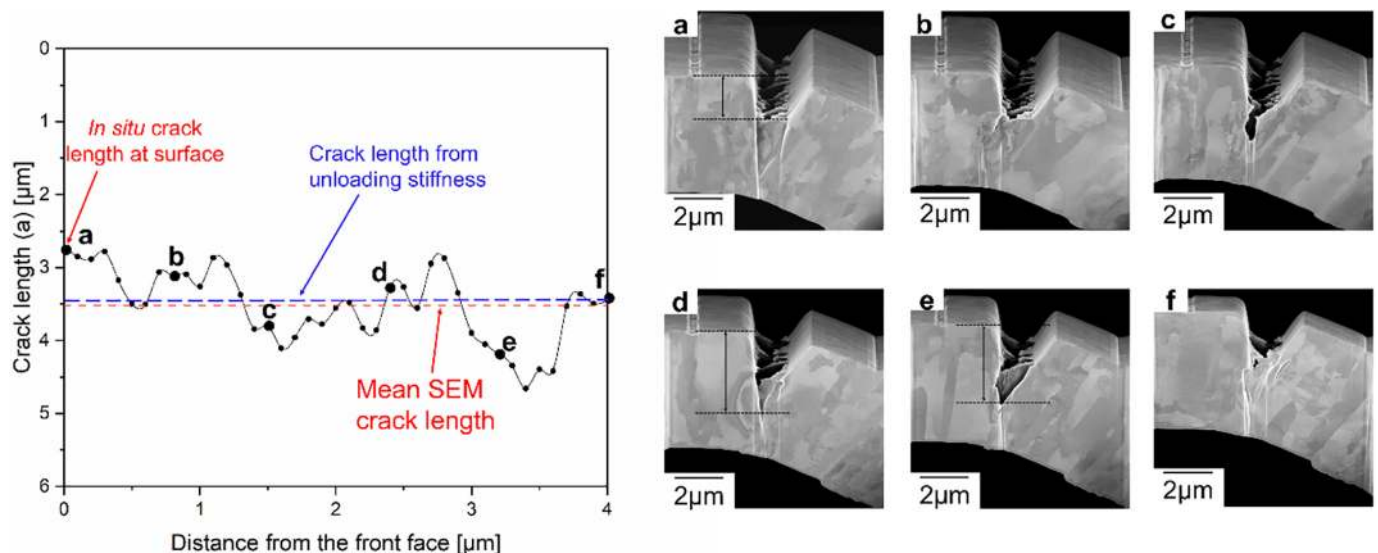 0
1
2
3
4
5
6
Crack length (a) [µm]
In situ crack
length at surface
Crack length from
unloading stiffness
a
b
c
d
e
f
Mean SEM
crack length
0
1
2
3
4
Distance from the front face [µm]
a
2µm
b
2µm
c
2µm
d
2µm
e
2µm
f
2µm